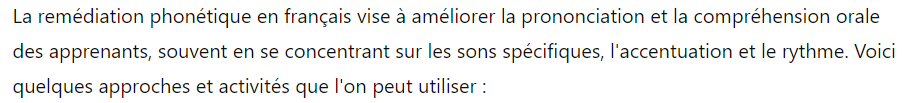 La remédiation phonétique en français vise à améliorer la prononciation et la compréhension orale
des apprenants, souvent en se concentrant sur les sons spécifiques, l'accentuation et le rythme. Voici
quelques approches et activités que l'on peut utiliser :